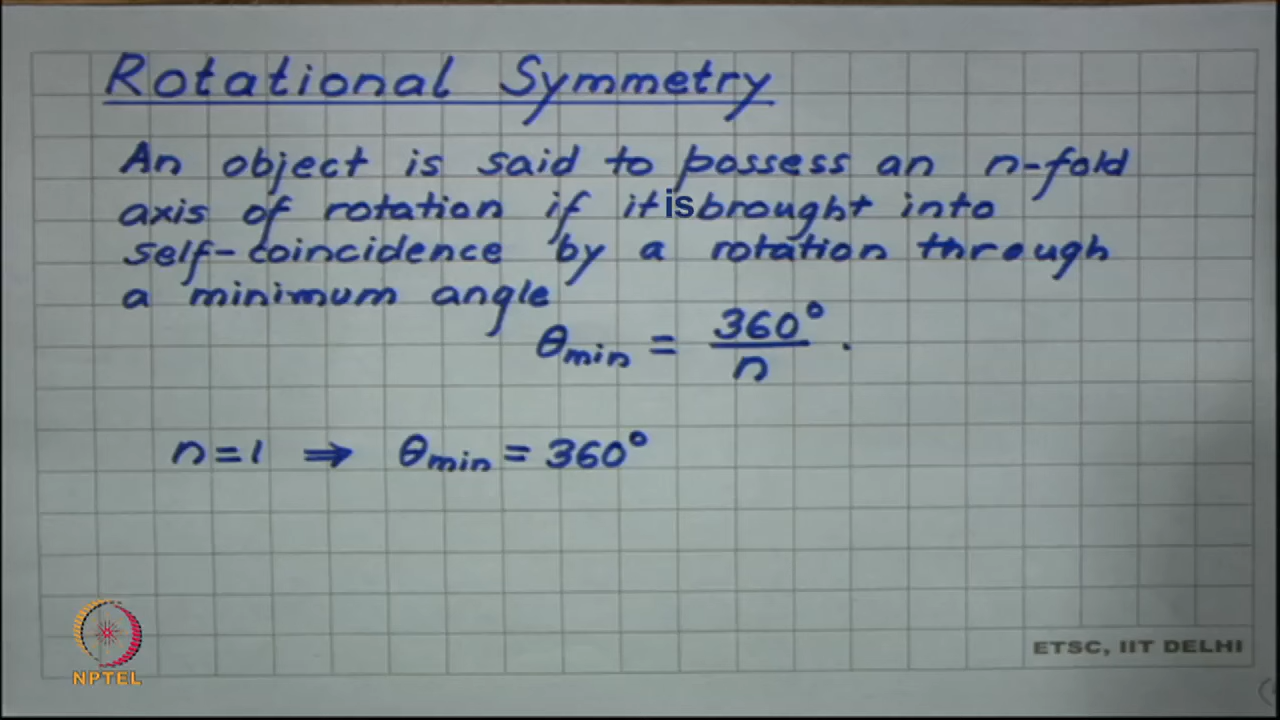 Rotational Symmetry
An object is said to possess an n-fold
axis of rotation if it is brought into
self-coincidence by a rotation through
a minimum angle
θmin = 360° / n .
n=1 ⇒ θmin = 360°
NPTEL
ETSC, IIT DELHI